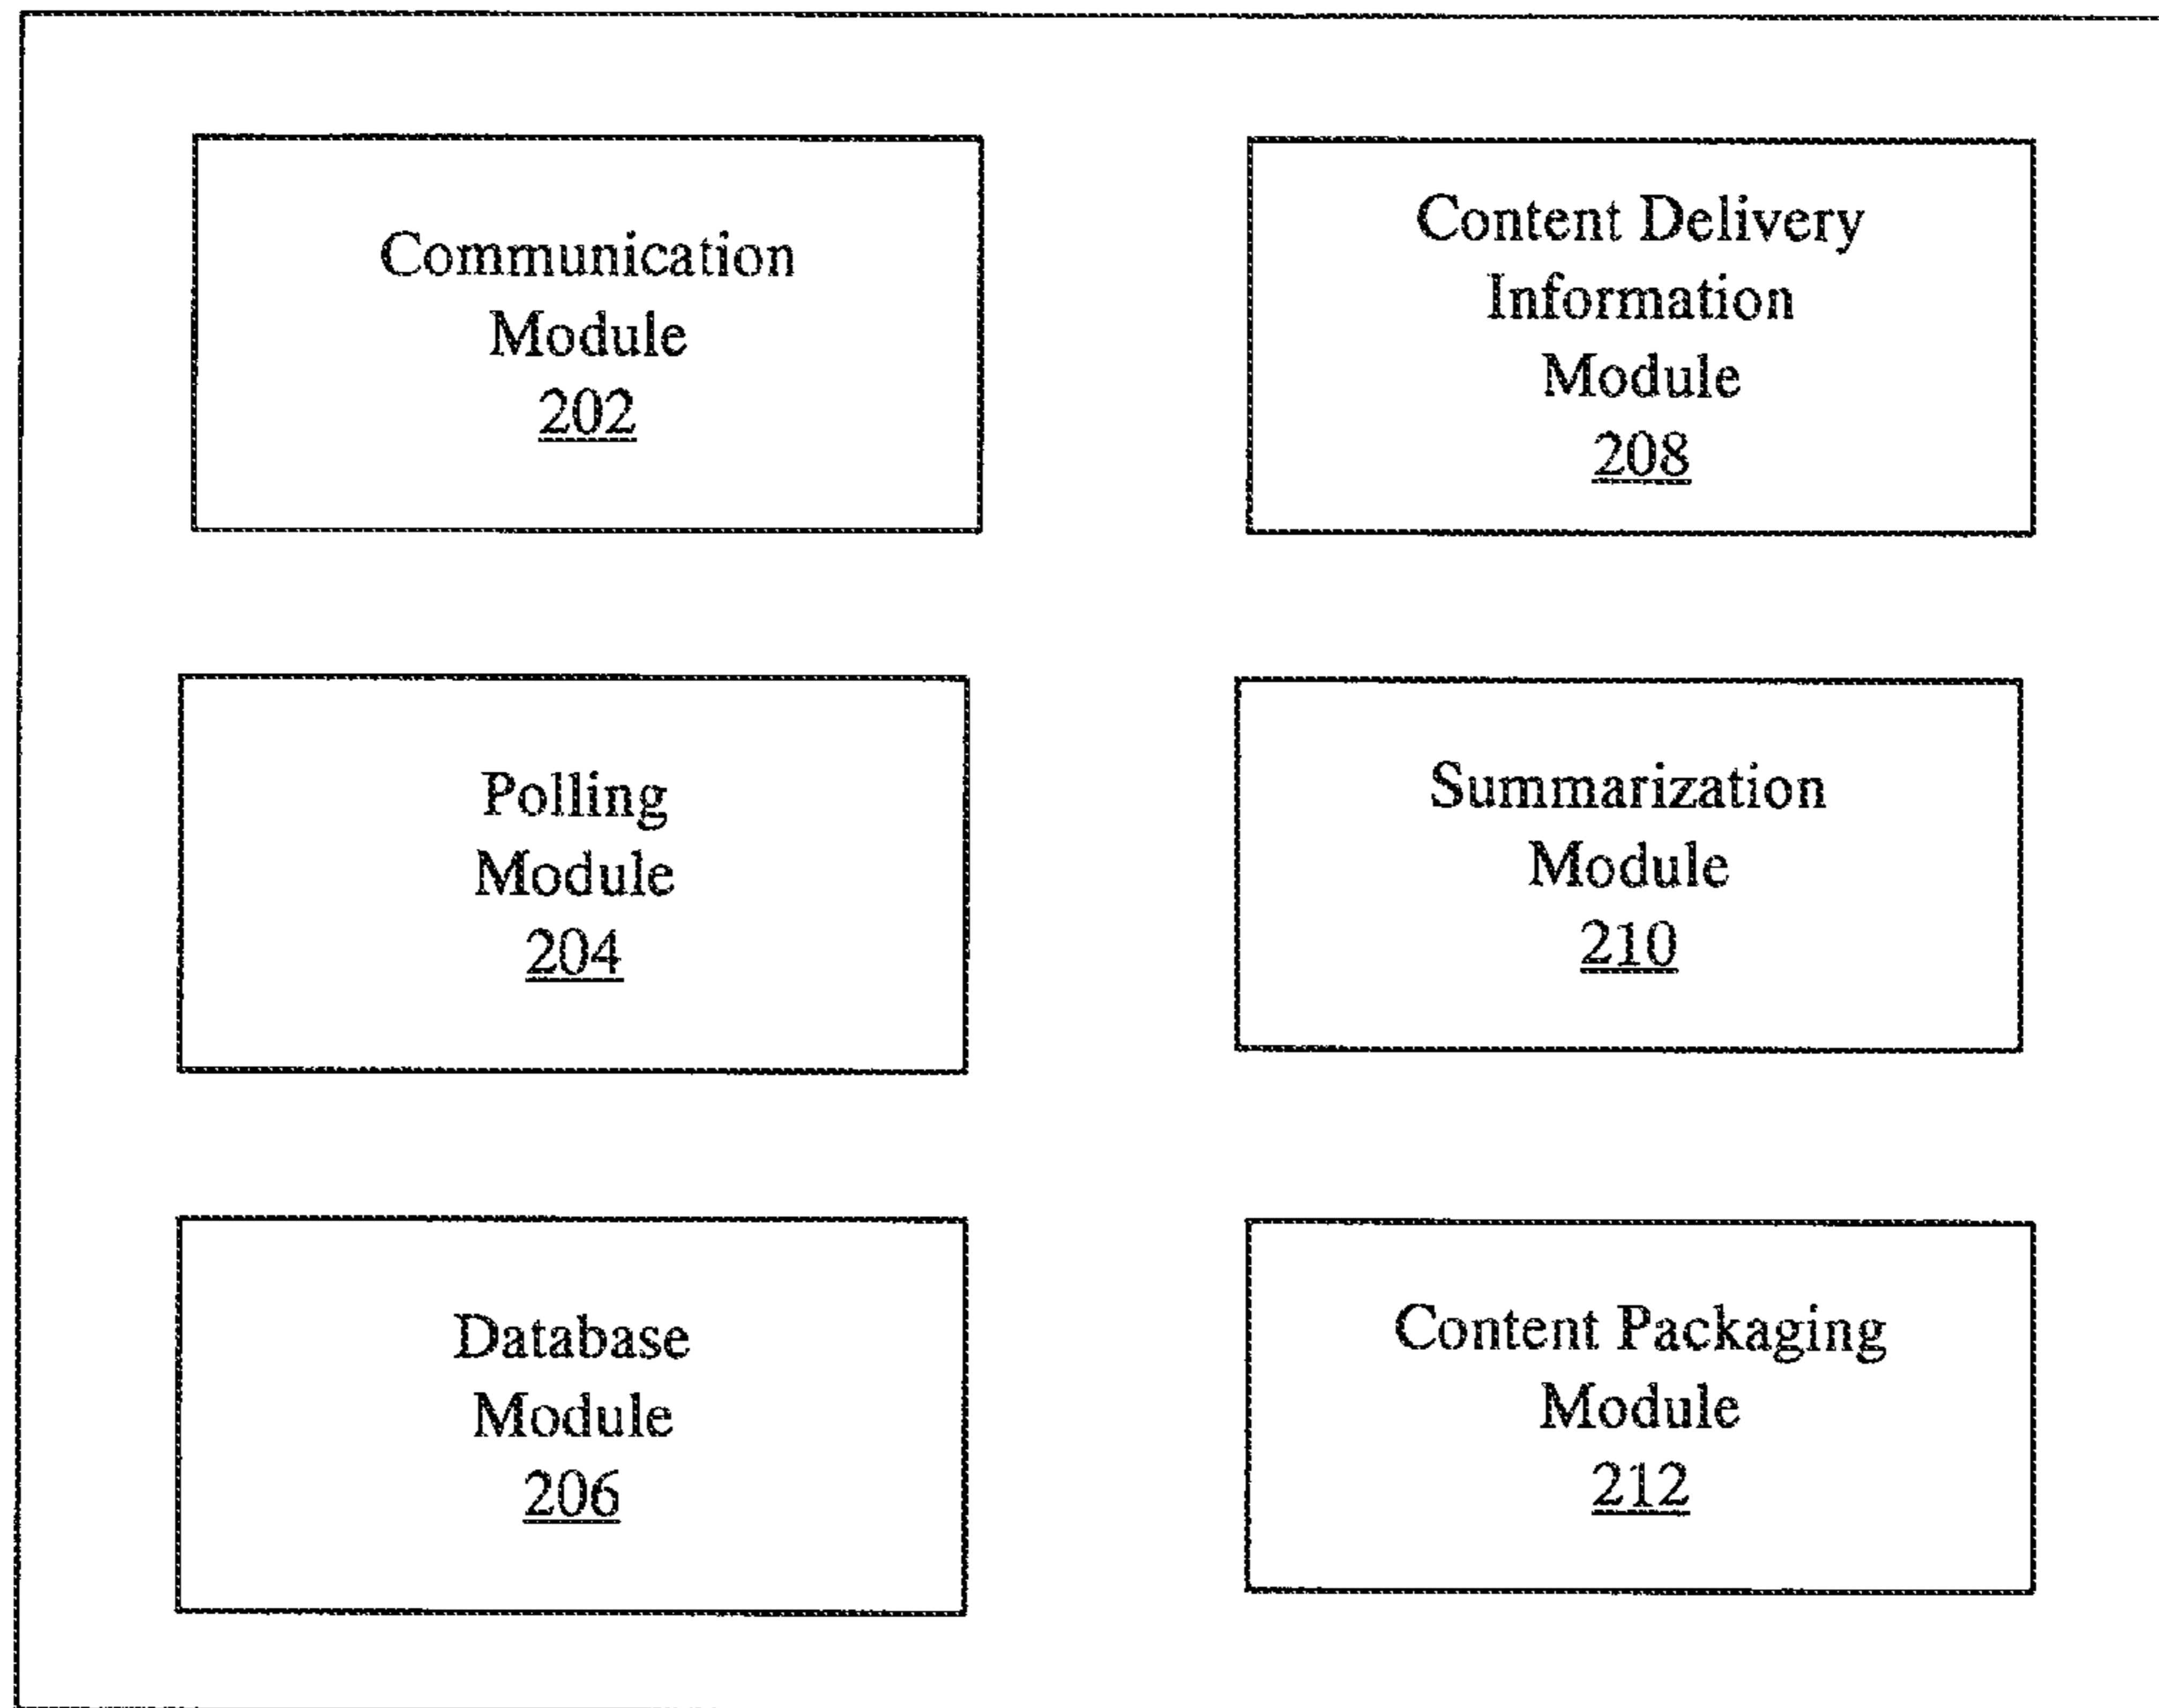 Communication
Module
202
Content Delivery
Information
Module
208
Polling
Module
204
Summarization
Module
210
Database
Module
206
Content Packaging
Module
212